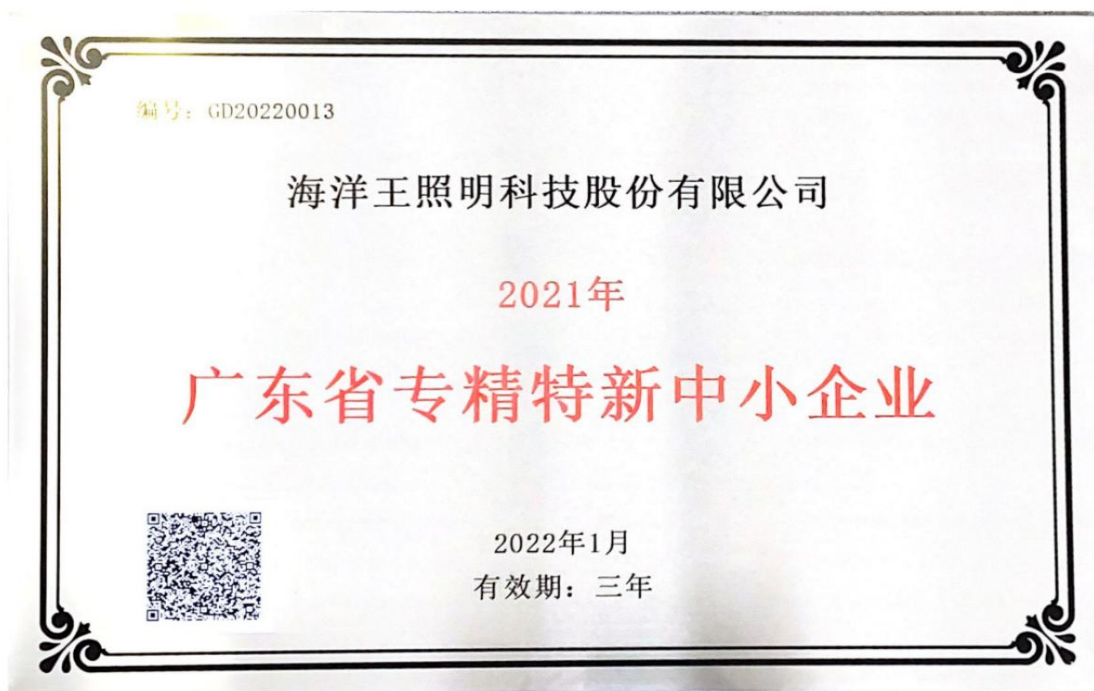 编号：GD20220013
海洋王照明科技股份有限公司
2021年
广东省专精特新中小企业
2022年1月
有效期：三年